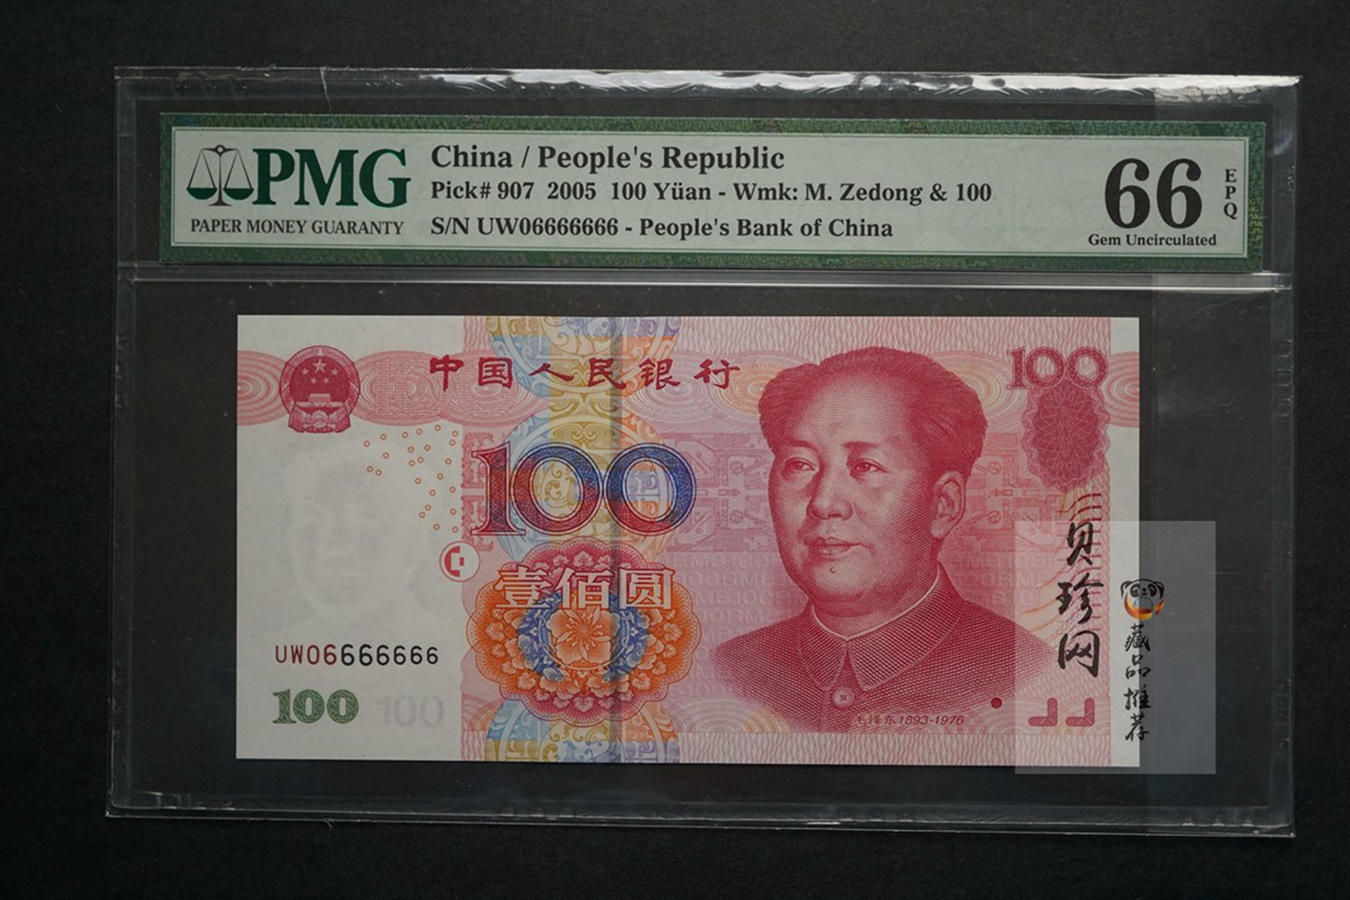 PMG
PAPER MONEY GUARANTY
China / People's Republic
Pick# 907 2005 100 Yüan - Wmk: M. Zedong & 100
S/N UW06666666 - People's Bank of China
66
EPQ
Gem Uncirculated
中国人民银行
100
100
壹佰圆
UW06666666
100
100
毛泽东1893-1976
一贝珍网
藏品推荐